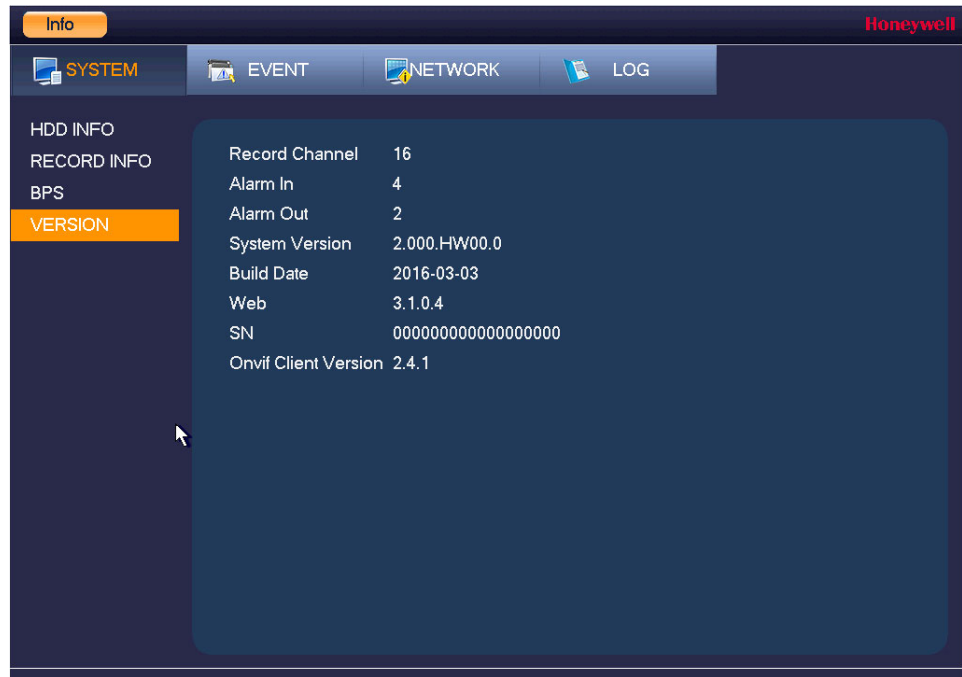 Info
Honeywell
SYSTEM EVENT NETWORK LOG
HDD INFO
RECORD INFO
BPS
VERSION
Record Channel 16
Alarm In 4
Alarm Out 2
System Version 2.000.HW00.0
Build Date 2016-03-03
Web 3.1.0.4
SN 000000000000000000
Onvif Client Version 2.4.1